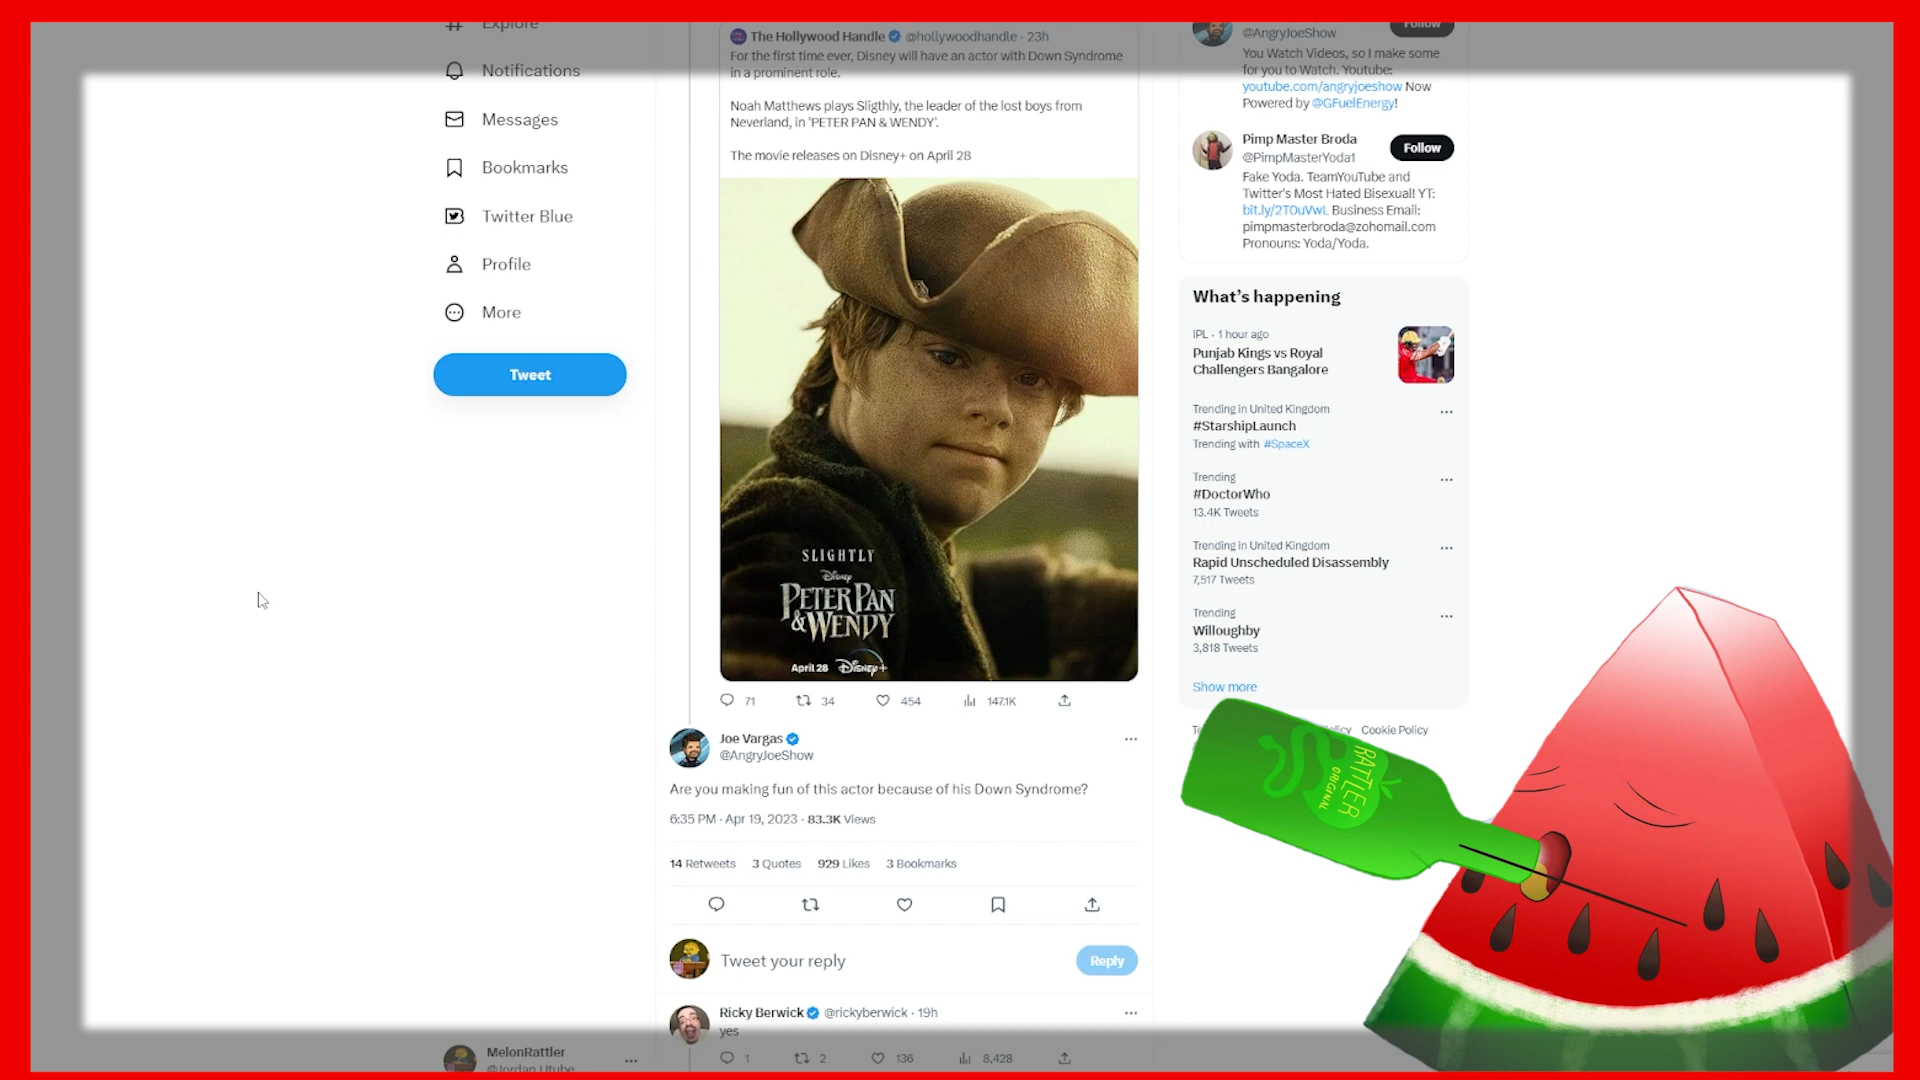 Explore
Notifications
Messages
Bookmarks
Twitter Blue
Profile
More
Tweet
The Hollywood Handle @hollywoodhandle · 23h
For the first time ever, Disney will have an actor with Down Syndrome
in a prominent role.
Noah Matthews plays Sligthly, the leader of the lost boys from
Neverland, in 'PETER PAN & WENDY'.
The movie releases on Disney+ on April 28
SLIGHTLY
Disney
PETER PAN
& WENDY
April 28 Disney+
71 34 454 147.1K
Joe Vargas
@AngryJoeShow
Are you making fun of this actor because of his Down Syndrome?
6:35 PM · Apr 19, 2023 · 83.3K Views
14 Retweets 3 Quotes 929 Likes 3 Bookmarks
Tweet your reply
Reply
Ricky Berwick @rickyberwick · 19h
yes
1 2 136 8,428
MelonRattler
@Jordan_Utube
@AngryJoeShow
Follow
You Watch Videos, so I make some
for you to Watch. Youtube:
youtube.com/angryjoeshow Now
Powered by @GFuelEnergy!
Pimp Master Broda
@PimpMasterYoda1
Follow
Fake Yoda. TeamYouTube and
Twitter's Most Hated Bisexual! YT:
bit.ly/2T0uVwL Business Email:
pimpmasterbroda@zohomail.com
Pronouns: Yoda/Yoda.
What's happening
IPL · 1 hour ago
Punjab Kings vs Royal
Challengers Bangalore
Trending in United Kingdom
#StarshipLaunch
Trending with #SpaceX
Trending
#DoctorWho
13.4K Tweets
Trending in United Kingdom
Rapid Unscheduled Disassembly
7,517 Tweets
Trending
Willoughby
3,818 Tweets
Show more
Cookie Policy
RATTLER
ORIGINAL